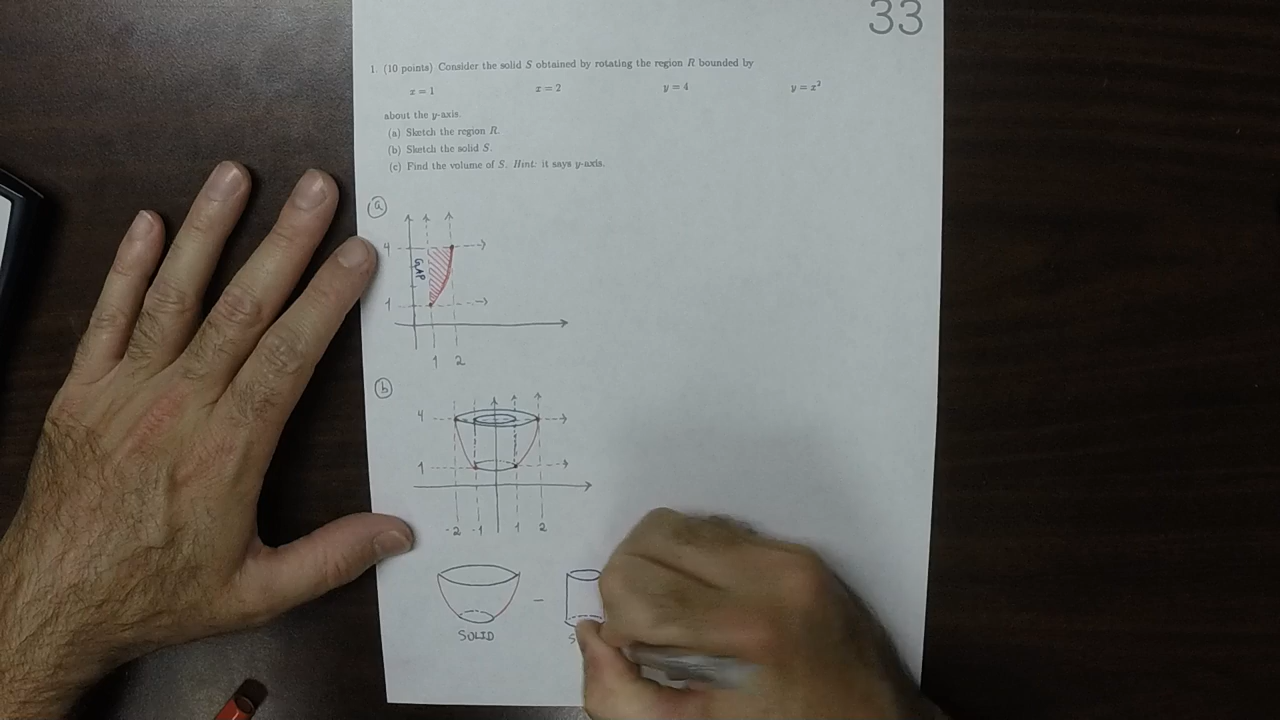 33
1. (10 points) Consider the solid S obtained by rotating the region R bounded by
x = 1 x = 2 y = 4 y = x²
about the y-axis.
(a) Sketch the region R.
(b) Sketch the solid S.
(c) Find the volume of S. Hint: it says y-axis.
a
4
GAP
1
1 2
b
4
1
-2 -1 1 2
-
SOLID S